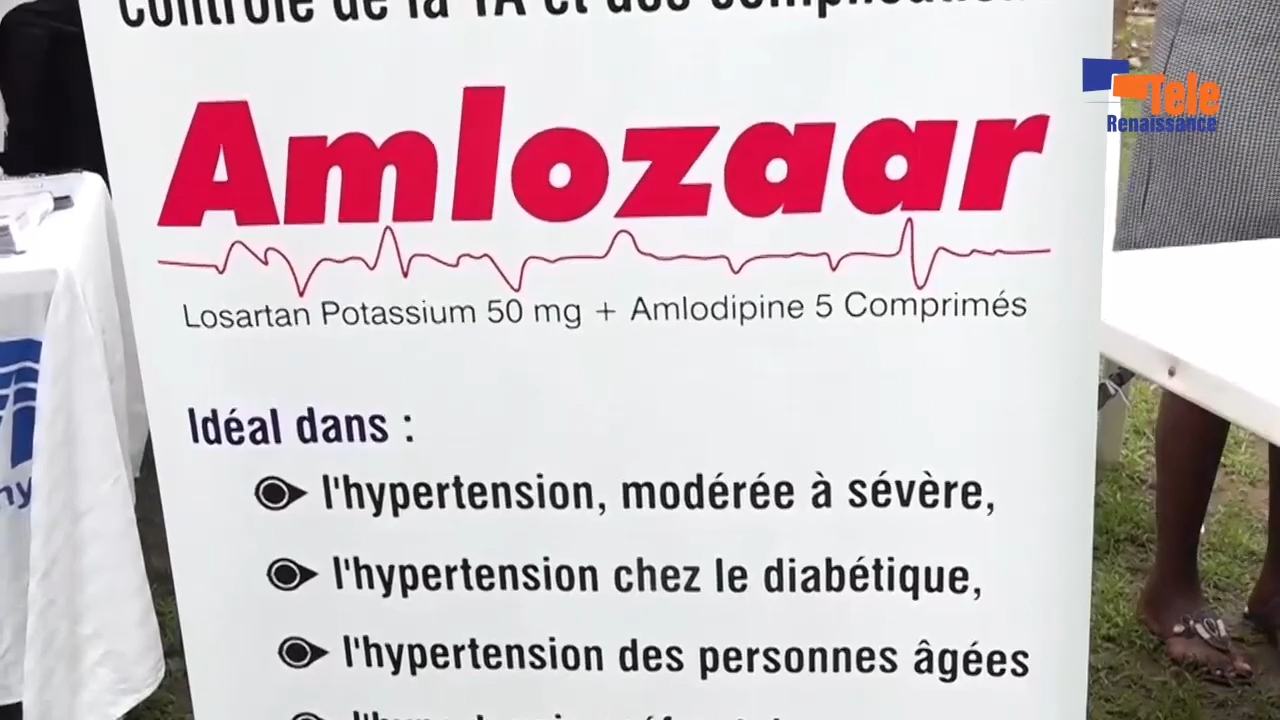 Contrôle de la TA et des complications
Tele
Renaissance
Amlozaar
Losartan Potassium 50 mg + Amlodipine 5 Comprimés
Idéal dans :
l'hypertension, modérée à sévère,
l'hypertension chez le diabétique,
l'hypertension des personnes âgées